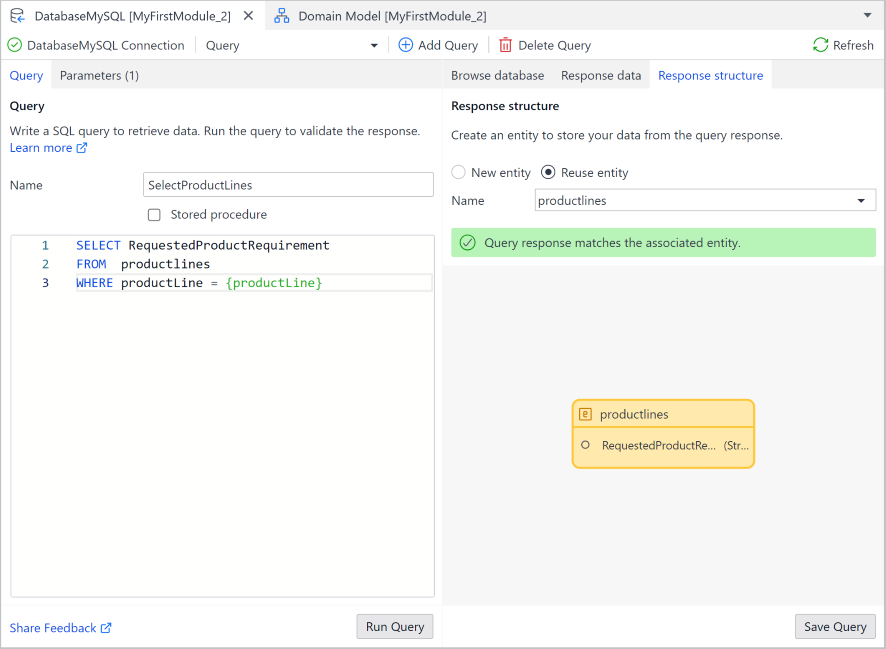 DatabaseMySQL [MyFirstModule_2]
Domain Model [MyFirstModule_2]
DatabaseMySQL Connection
Query
Add Query
Delete Query
Refresh
Query
Parameters (1)
Browse database
Response data
Response structure
Query
Write a SQL query to retrieve data. Run the query to validate the response.
Learn more
Name
SelectProductLines
Stored procedure
1 SELECT RequestedProductRequirement
2 FROM productlines
3 WHERE productLine = {productLine}
Share Feedback
Run Query
Response structure
Create an entity to store your data from the query response.
New entity
Reuse entity
Name
productlines
Query response matches the associated entity.
e productlines
RequestedProductRe... (Str...
Save Query